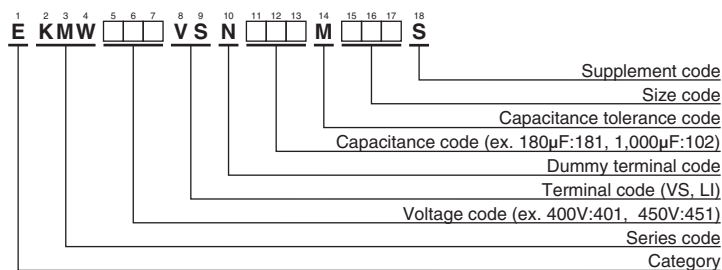 1 2 3 4 5 6 7 8 9 10 11 12 13 14 15 16 17 18
E KMW VS N M S
Supplement code
Size code
Capacitance tolerance code
Capacitance code (ex. 180µF:181, 1,000µF:102)
Dummy terminal code
Terminal code (VS, LI)
Voltage code (ex. 400V:401, 450V:451)
Series code
Category